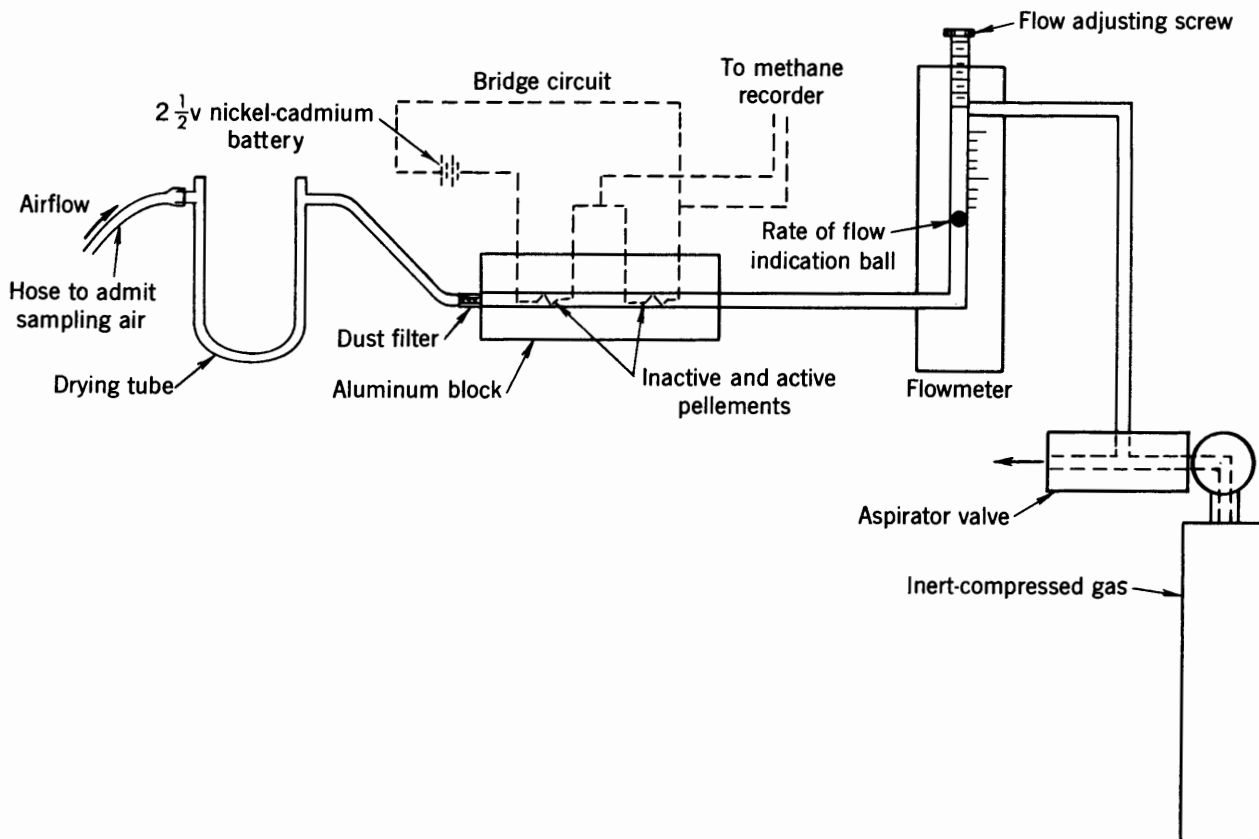 Flow adjusting screw
To methane
recorder
Bridge circuit
2 1/2v nickel-cadmium
battery
Airflow
Rate of flow
indication ball
Hose to admit
sampling air
Dust filter
Drying tube
Aluminum block
Inactive and active
pellements
Flowmeter
Aspirator valve
Inert-compressed gas